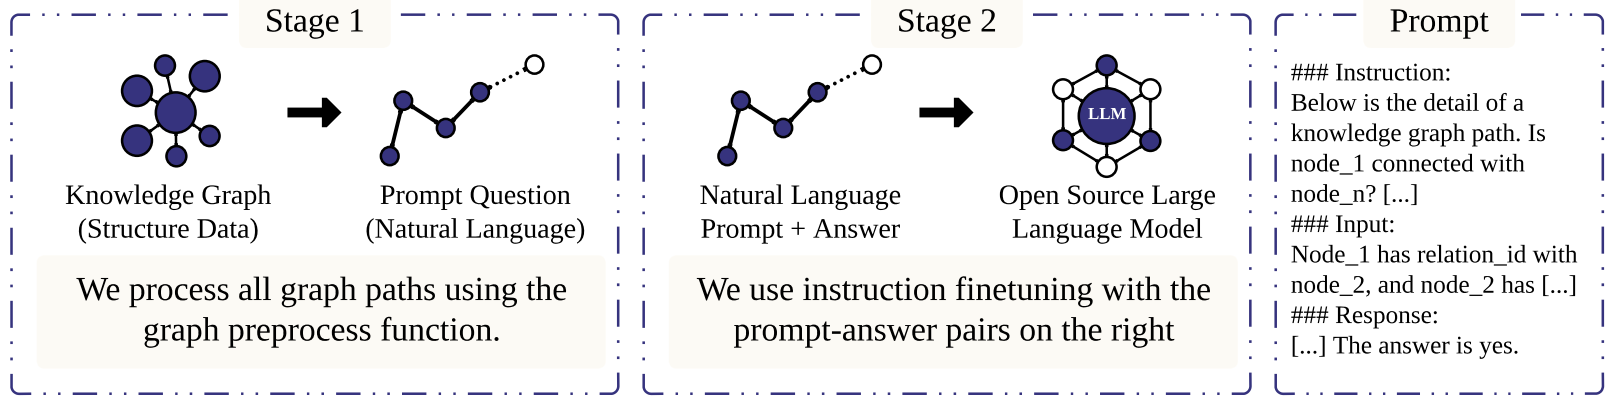 Stage 1
Knowledge Graph
(Structure Data)
Prompt Question
(Natural Language)
We process all graph paths using the
graph preprocess function.
Stage 2
LLM
Natural Language
Prompt + Answer
Open Source Large
Language Model
We use instruction finetuning with the
prompt-answer pairs on the right
Prompt
### Instruction:
Below is the detail of a
knowledge graph path. Is
node_1 connected with
node_n? [...]
### Input:
Node_1 has relation_id with
node_2, and node_2 has [...]
### Response:
[...] The answer is yes.